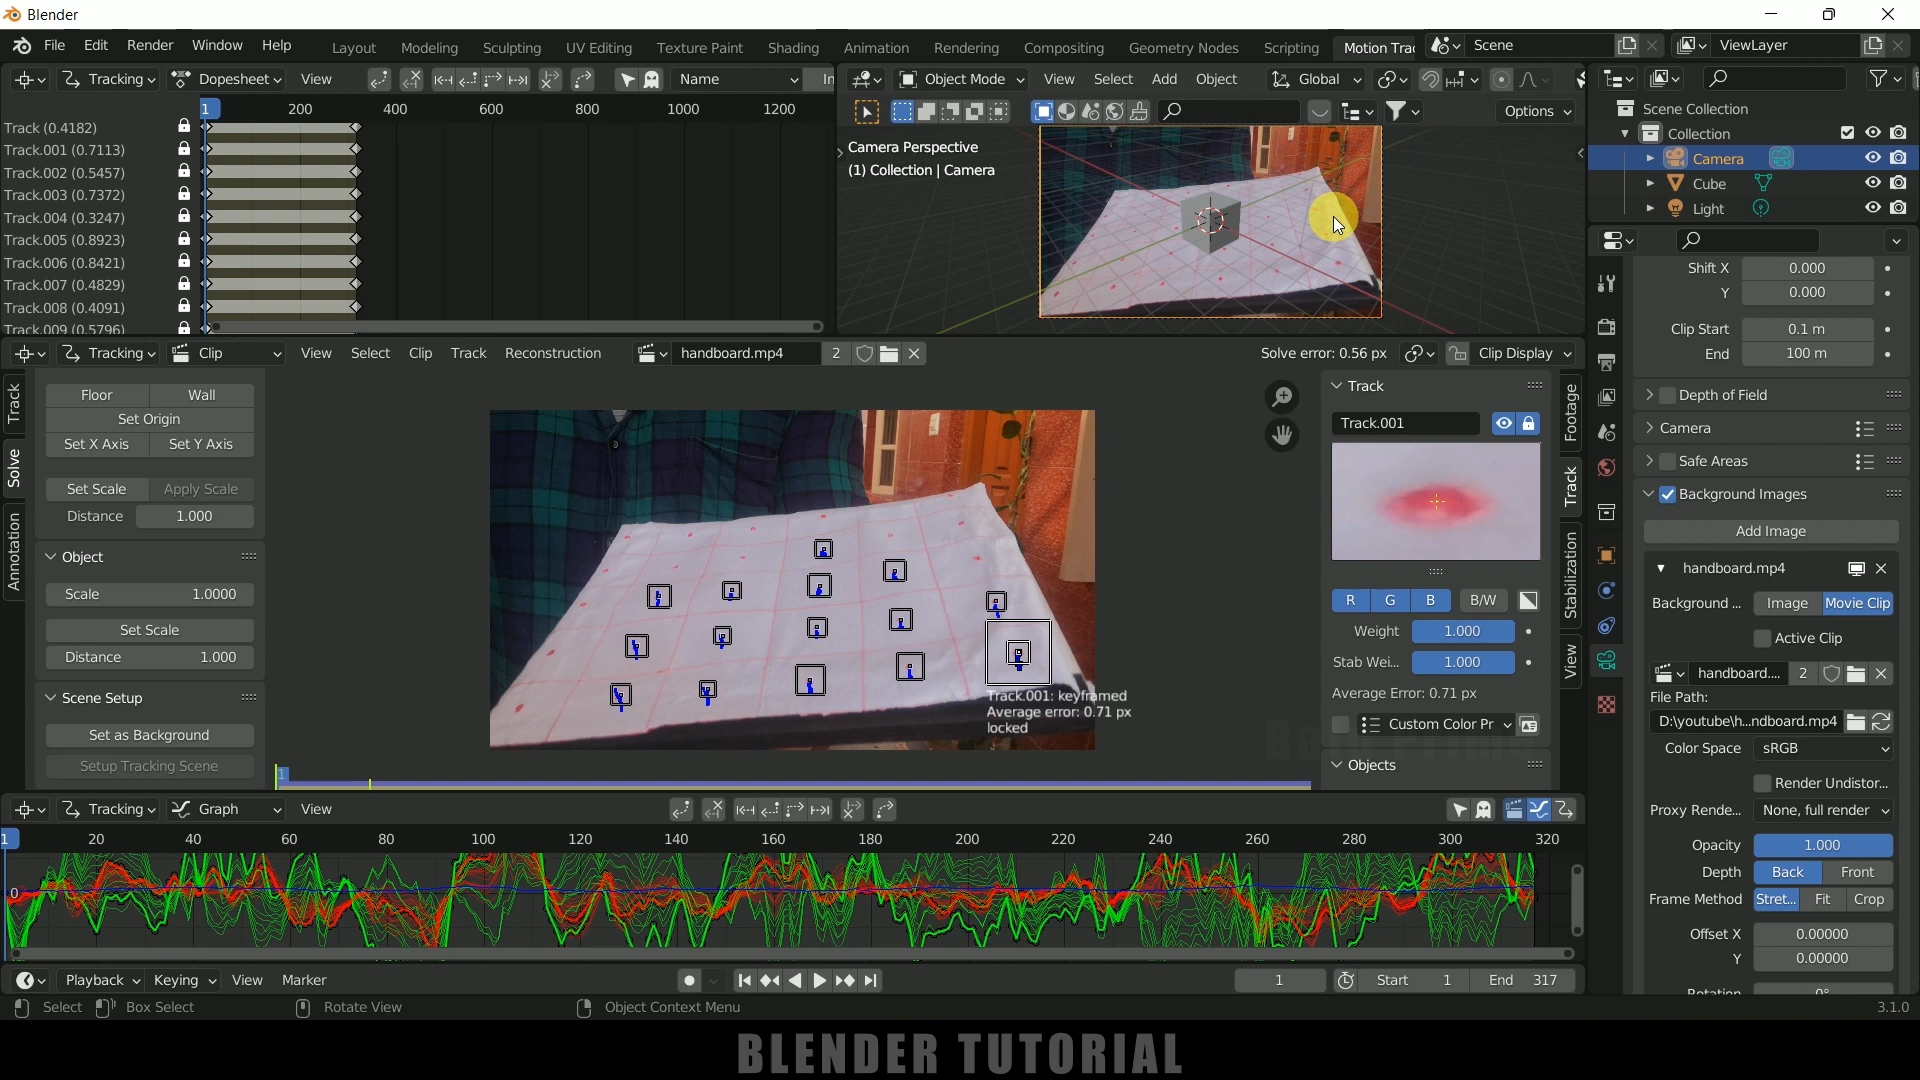 Blender
File Edit Render Window Help Layout Modeling Sculpting UV Editing Texture Paint Shading Animation Rendering Compositing Geometry Nodes Scripting Motion Trac Scene ViewLayer
Tracking Dopesheet View Name In
1 200 400 600 800 1000 1200
Track (0.4182)
Track.001 (0.7113)
Track.002 (0.5457)
Track.003 (0.7372)
Track.004 (0.3247)
Track.005 (0.8923)
Track.006 (0.8421)
Track.007 (0.4829)
Track.008 (0.4091)
Track.009 (0.5796)
Object Mode View Select Add Object Global
Options
Camera Perspective
(1) Collection | Camera
Scene Collection
Collection
Camera
Cube
Light
Shift X 0.000
Y 0.000
Clip Start 0.1 m
End 100 m
Depth of Field
Camera
Safe Areas
Background Images
Add Image
handboard.mp4
Background ... Image Movie Clip
Active Clip
handboard.... 2
File Path:
D:\youtube\h...ndboard.mp4
Color Space sRGB
Render Undistor...
Proxy Rende... None, full render
Opacity 1.000
Depth Back Front
Frame Method Stret... Fit Crop
Offset X 0.00000
Y 0.00000
Rotation 0°
Tracking Clip View Select Clip Track Reconstruction handboard.mp4 2 Solve error: 0.56 px Clip Display
Track
Solve
Annotation
Floor Wall
Set Origin
Set X Axis Set Y Axis
Set Scale Apply Scale
Distance 1.000
Object
Scale 1.0000
Set Scale
Distance 1.000
Scene Setup
Set as Background
Setup Tracking Scene
Track.001: keyframed
Average error: 0.71 px
locked
1
Track
Track.001
R G B B/W
Weight 1.000
Stab Wei... 1.000
Average Error: 0.71 px
Custom Color Pr
Objects
Footage
Track
Stabilization
View
Tracking Graph View
1 20 40 60 80 100 120 140 160 180 200 220 240 260 280 300 320
0
Playback Keying View Marker 1 Start 1 End 317
Select Box Select Rotate View Object Context Menu 3.1.0
BLENDER TUTORIAL